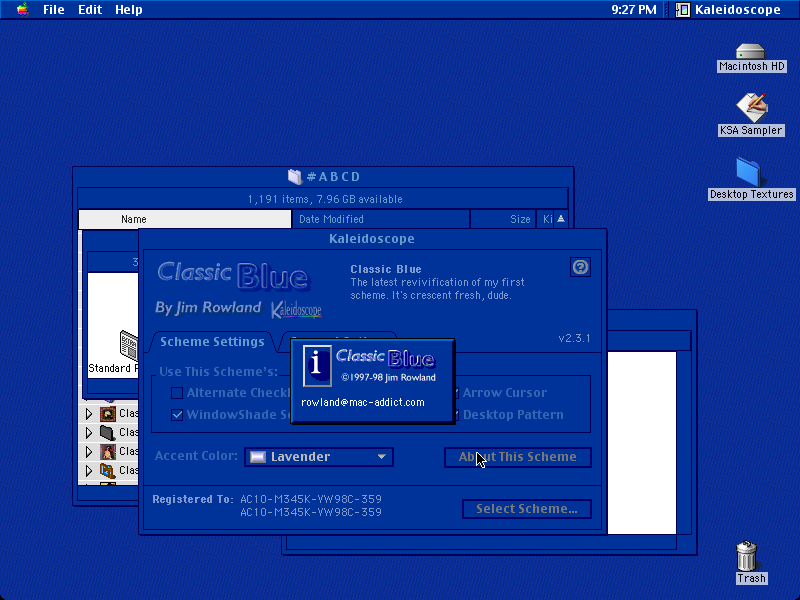 File Edit Help
9:27 PM
Kaleidoscope
Macintosh HD
KSA Sampler
Desktop Textures
#ABCD
1,191 items, 7.96 GB available
Name
Date Modified
Size
Ki
Kaleidoscope
3
Classic Blue
By Jim Rowland
Kaleidoscope
Classic Blue
The latest revivification of my first
scheme. It's crescent fresh, dude.
v2.3.1
Scheme Settings
Use This Scheme's:
Alternate Check
Arrow Cursor
WindowShade S
Desktop Pattern
Classic Blue
©1997-98 Jim Rowland
rowland@mac-addict.com
Standard
Clas
Clas
Clas
Clas
Accent Color:
Lavender
About This Scheme
Registered To:
AC10-M345K-YW98C-359
AC10-M345K-YW98C-359
Select Scheme...
Trash